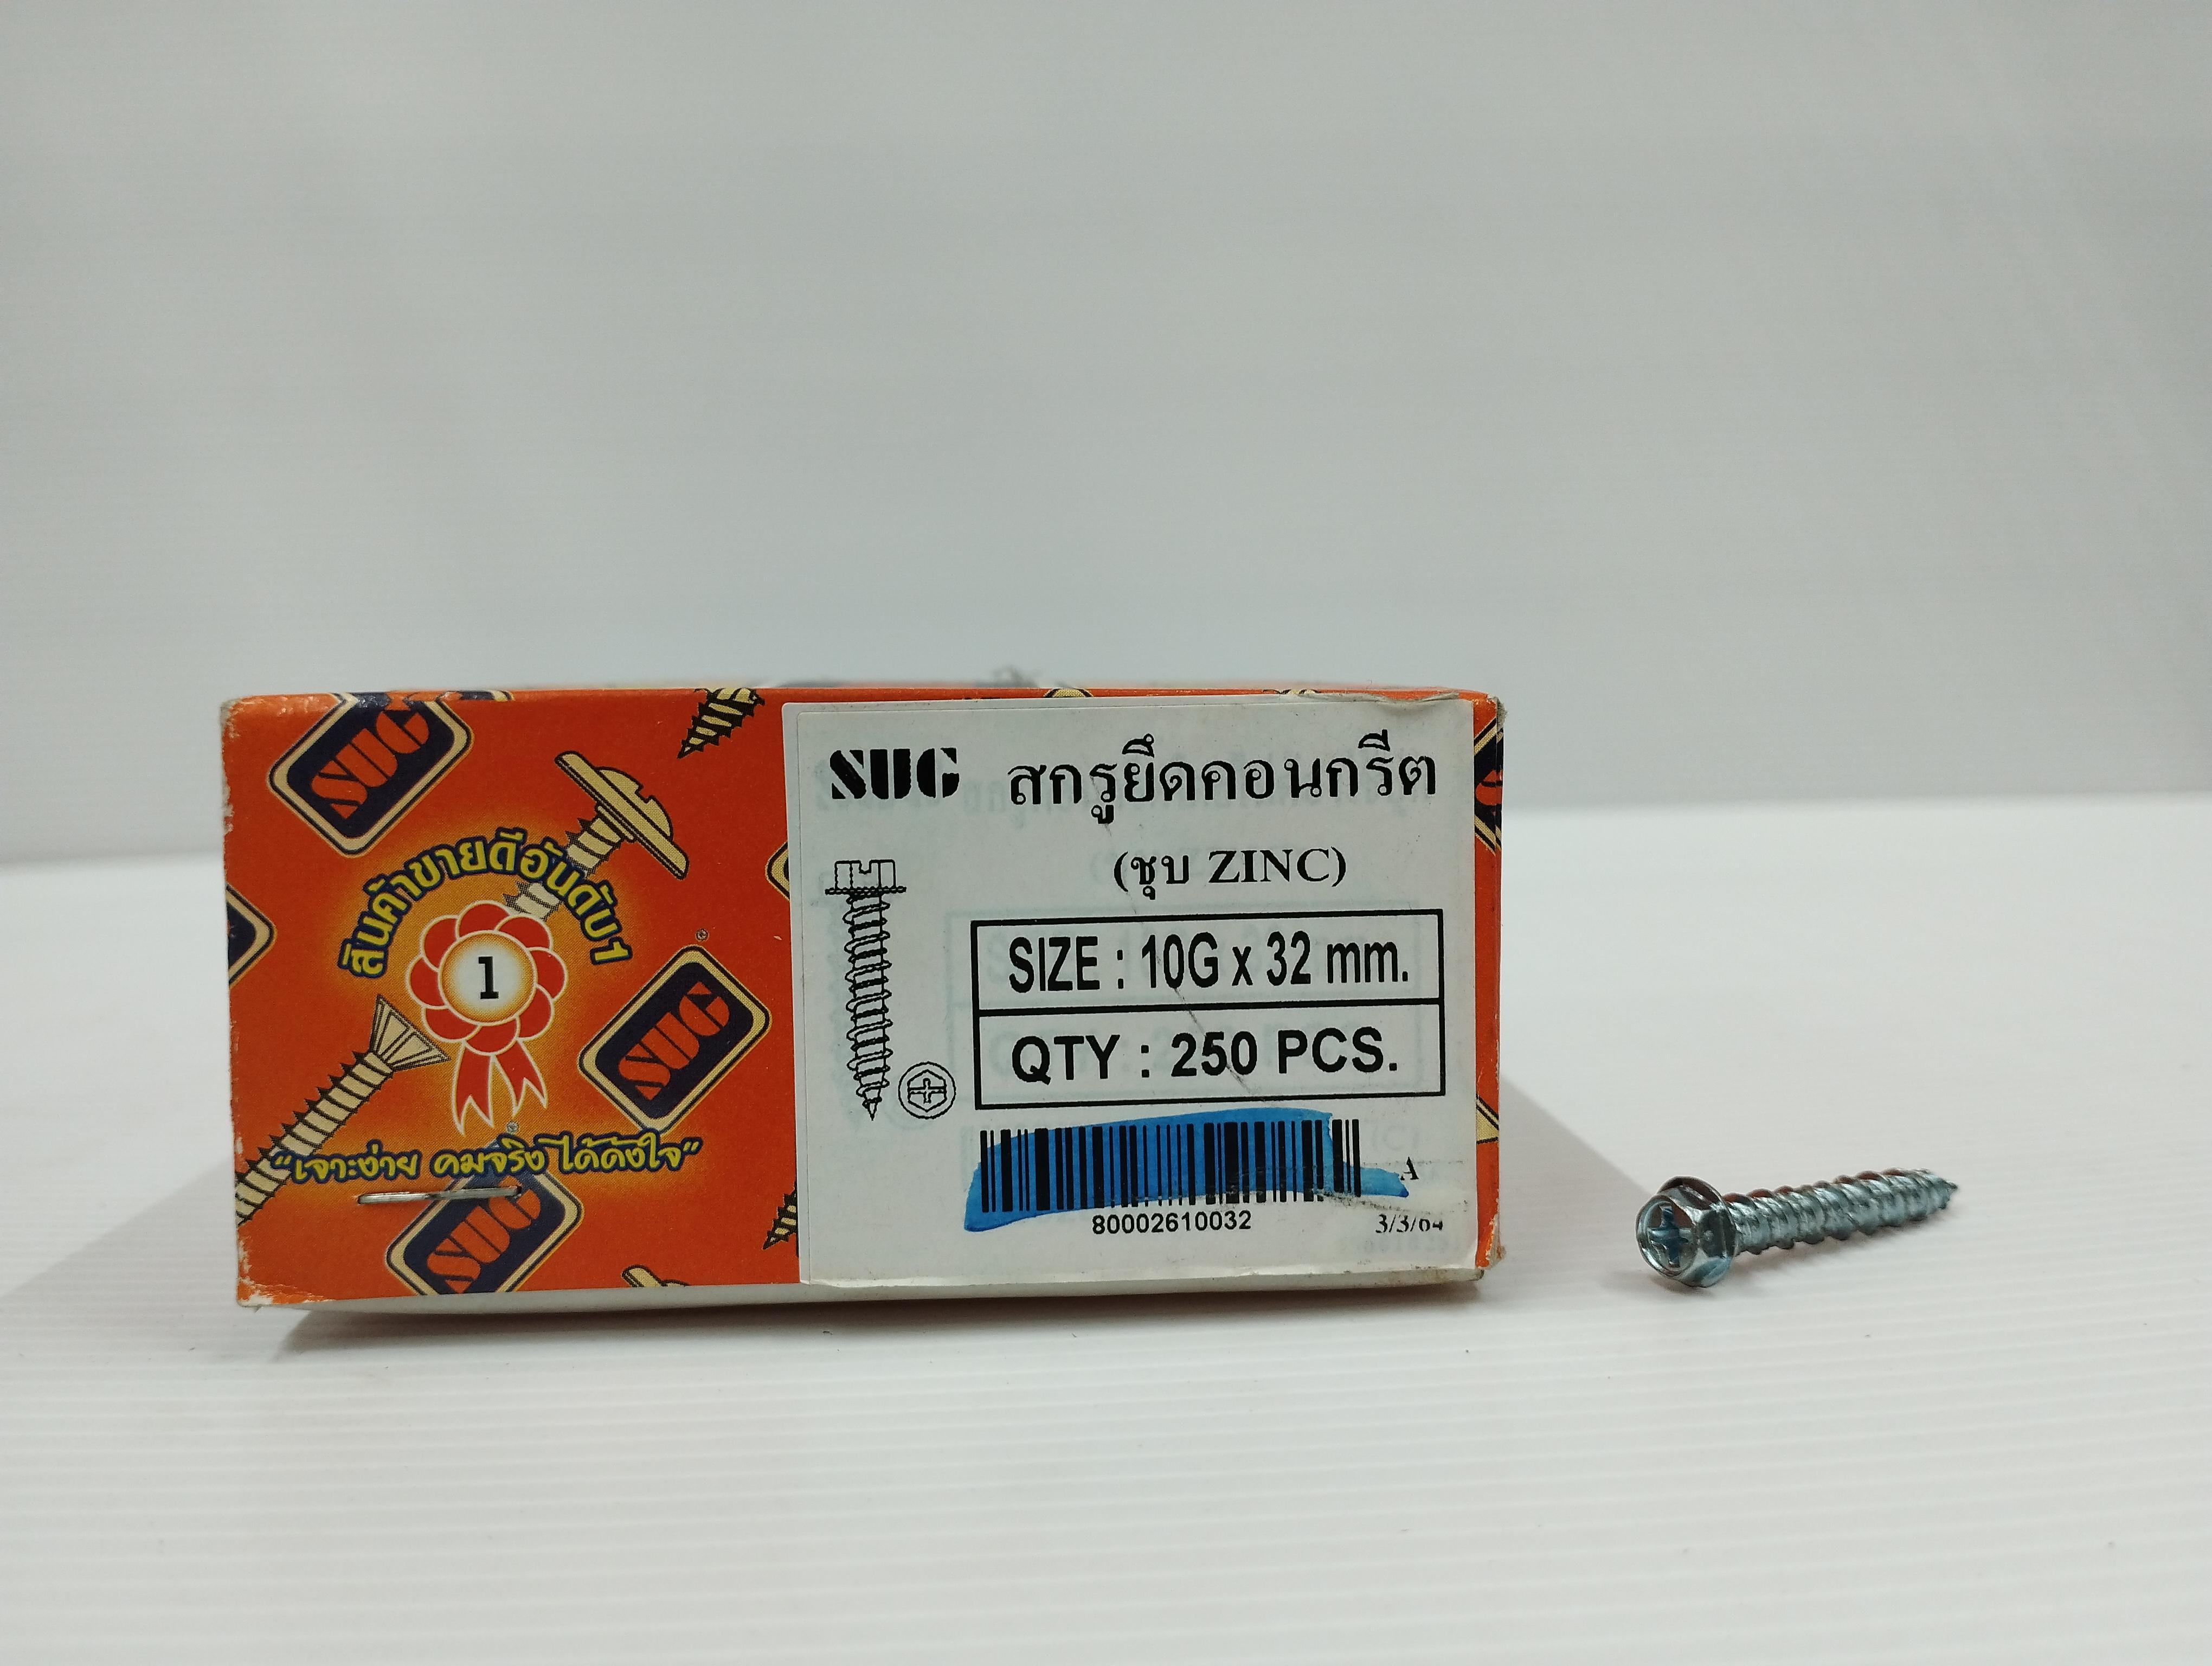 SUG
สินค้าขายดีอันดับ 1
1
SUG
"เจาะง่าย คมจริง ได้ดังใจ"
SUG
SUG สกรูยึดคอนกรีต
(ชุบ ZINC)
SIZE : 10G x 32 mm.
QTY : 250 PCS.
A
80002610032
3/3/64